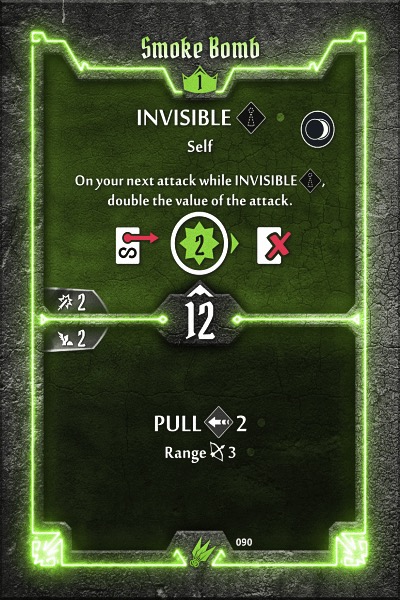 Smoke Bomb
1
INVISIBLE
Self
On your next attack while INVISIBLE ,
double the value of the attack.
2
2
12
2
PULL 2
Range 3
090